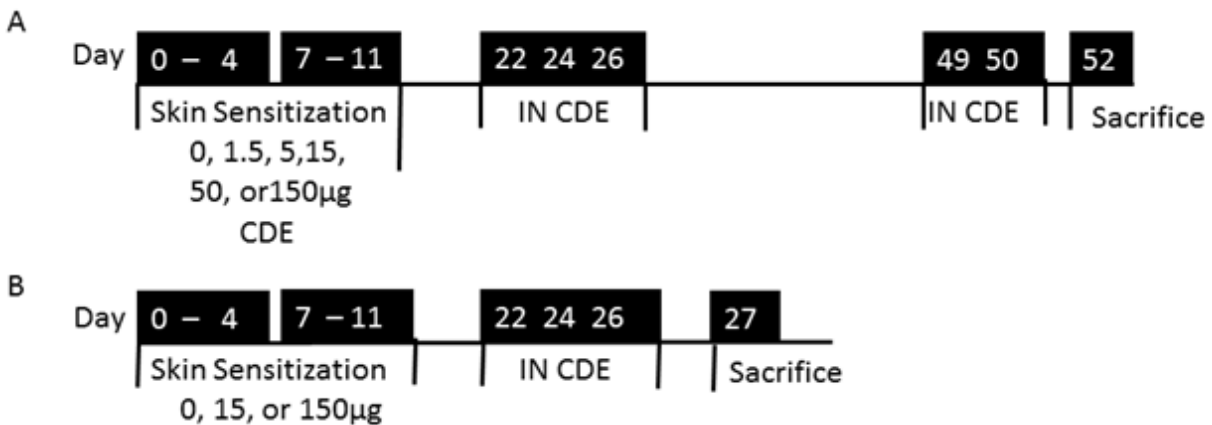 A
Day 0 – 4 7 – 11 22 24 26 49 50 52
Skin Sensitization IN CDE IN CDE Sacrifice
0, 1.5, 5,15,
50, or150µg
CDE
B
Day 0 – 4 7 – 11 22 24 26 27
Skin Sensitization IN CDE Sacrifice
0, 15, or 150µg